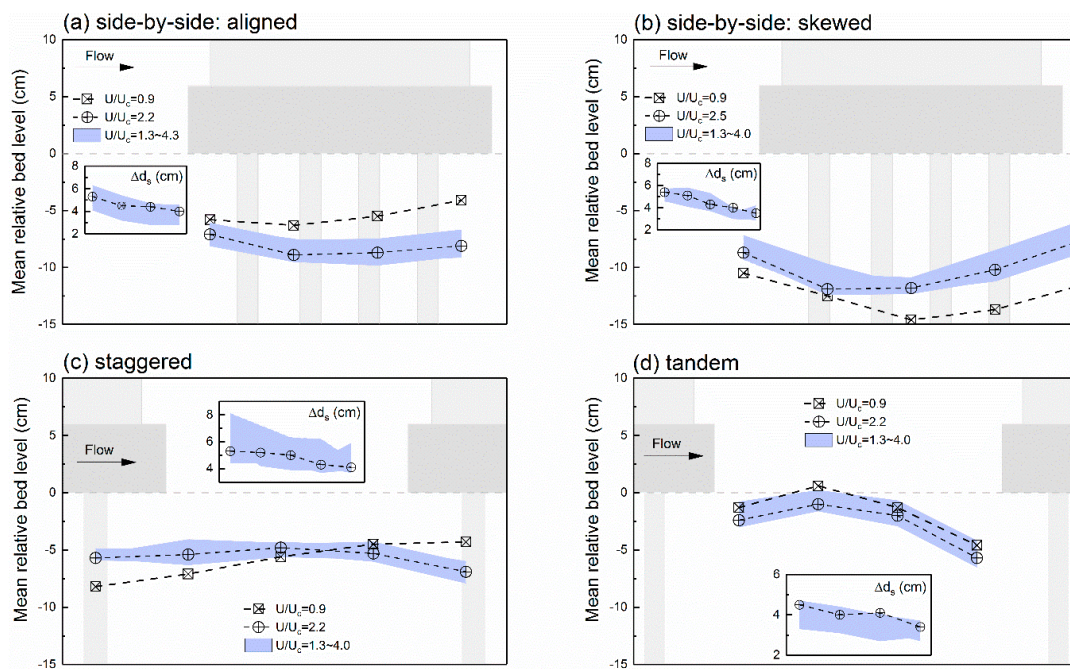 (a) side-by-side: aligned
Mean relative bed level (cm)
10
5
0
-5
-10
-15
Flow
U/Uc=0.9
U/Uc=2.2
U/Uc=1.3~4.3
Δds (cm)
8
6
4
2
(b) side-by-side: skewed
Mean relative bed level (cm)
10
5
0
-5
-10
-15
Flow
U/Uc=0.9
U/Uc=2.5
U/Uc=1.3~4.0
Δds (cm)
8
6
4
2
(c) staggered
Mean relative bed level (cm)
10
5
0
-5
-10
-15
Flow
Δds (cm)
8
6
4
U/Uc=0.9
U/Uc=2.2
U/Uc=1.3~4.0
(d) tandem
Mean relative bed level (cm)
10
5
0
-5
-10
-15
Flow
U/Uc=0.9
U/Uc=2.2
U/Uc=1.3~4.0
Δds (cm)
6
4
2